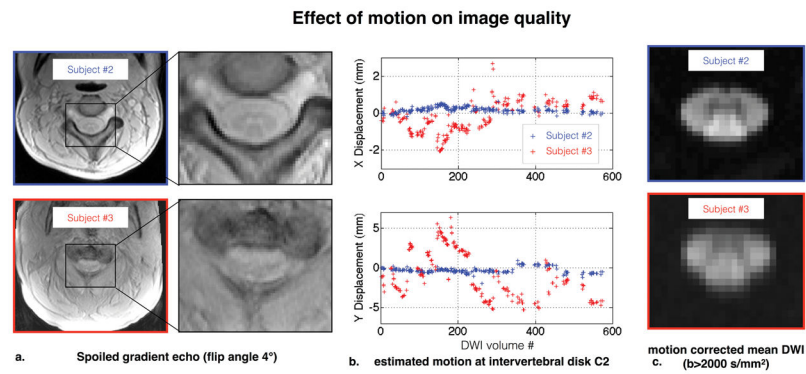 Effect of motion on image quality
Subject #2
Subject #3
a. Spoiled gradient echo (flip angle 4°)
X Displacement (mm)
2
0
-2
0 200 400 600
Subject #2
Subject #3
Y Displacement (mm)
5
0
-5
0 200 400 600
DWI volume #
b. estimated motion at intervertebral disk C2
Subject #2
Subject #3
motion corrected mean DWI
c. (b>2000 s/mm²)